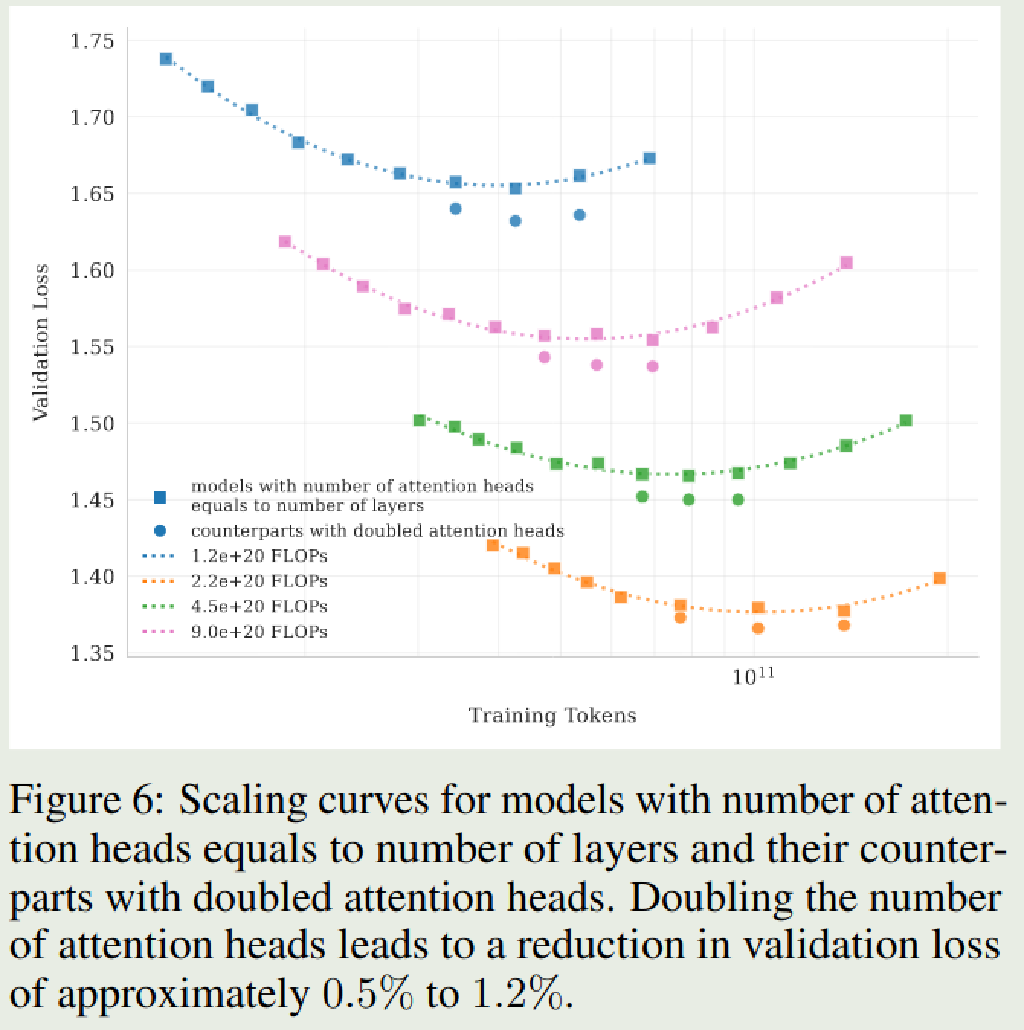 1.75
1.70
1.65
1.60
1.55
1.50
1.45
1.40
1.35
Validation Loss
models with number of attention heads
equals to number of layers
counterparts with doubled attention heads
1.2e+20 FLOPs
2.2e+20 FLOPs
4.5e+20 FLOPs
9.0e+20 FLOPs
10¹¹
Training Tokens
Figure 6: Scaling curves for models with number of atten-
tion heads equals to number of layers and their counter-
parts with doubled attention heads. Doubling the number
of attention heads leads to a reduction in validation loss
of approximately 0.5% to 1.2%.